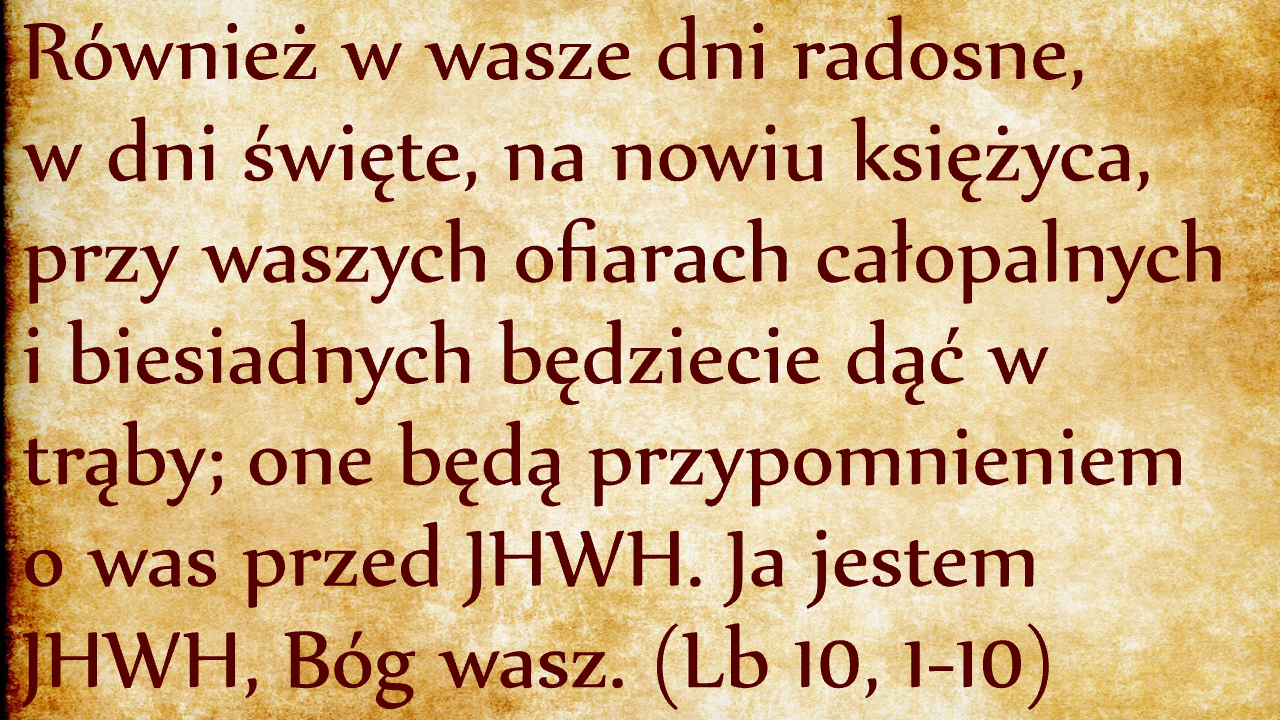 Również w wasze dni radosne,
w dni święte, na nowiu księżyca,
przy waszych ofiarach całopalnych
i biesiadnych będziecie dąć w
trąby; one będą przypomnieniem
o was przed JHWH. Ja jestem
JHWH, Bóg wasz. (Lb 10, 1-10)